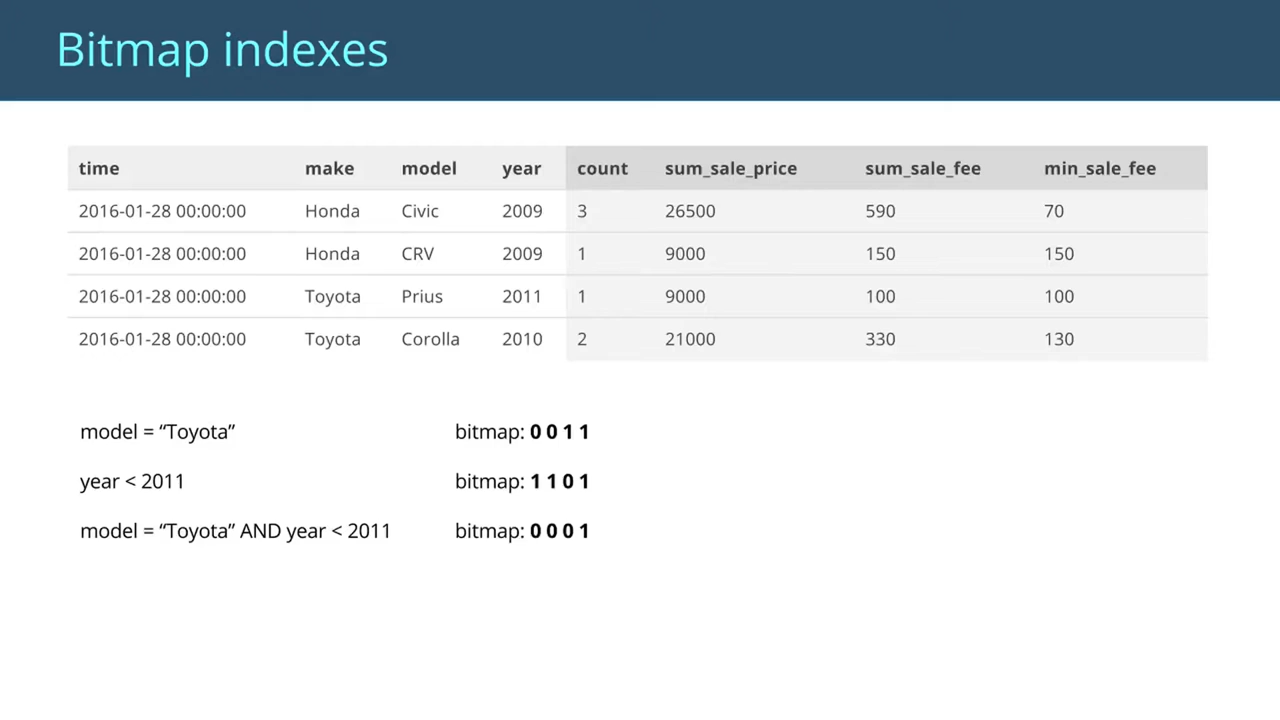 Bitmap indexes
time make model year count sum_sale_price sum_sale_fee min_sale_fee
2016-01-28 00:00:00 Honda Civic 2009 3 26500 590 70
2016-01-28 00:00:00 Honda CRV 2009 1 9000 150 150
2016-01-28 00:00:00 Toyota Prius 2011 1 9000 100 100
2016-01-28 00:00:00 Toyota Corolla 2010 2 21000 330 130
model = “Toyota” bitmap: 0 0 1 1
year < 2011 bitmap: 1 1 0 1
model = “Toyota” AND year < 2011 bitmap: 0 0 0 1